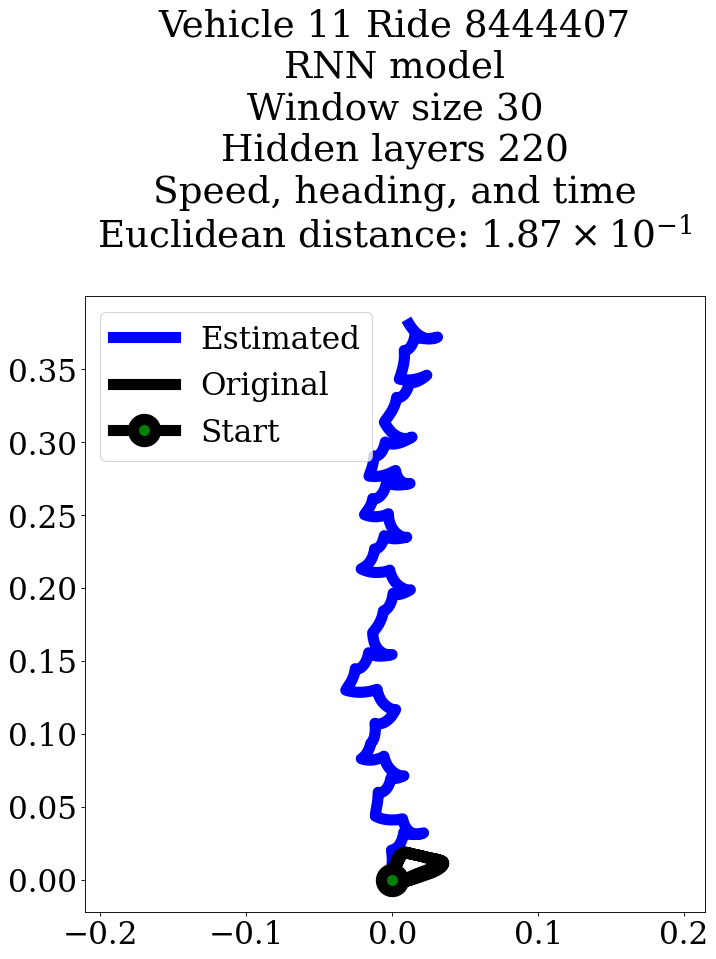 Vehicle 11 Ride 8444407
RNN model
Window size 30
Hidden layers 220
Speed, heading, and time
Euclidean distance: 1.87 × 10⁻¹
Estimated
Original
Start
0.35
0.30
0.25
0.20
0.15
0.10
0.05
0.00
−0.2 −0.1 0.0 0.1 0.2